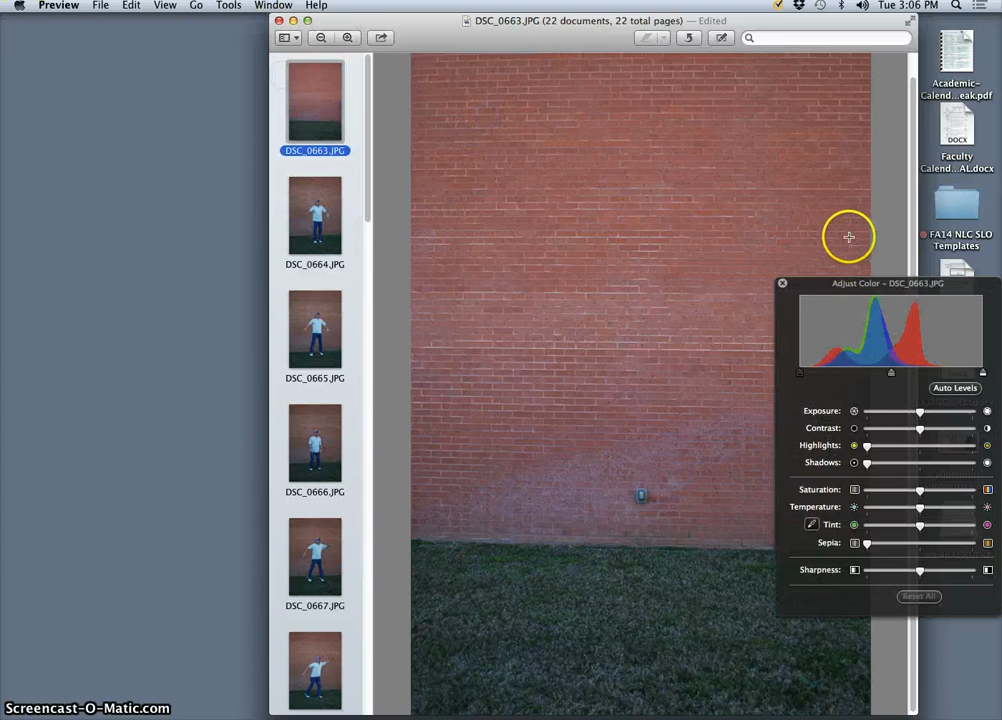 Preview File Edit View Go Tools Window Help
Tue 3:06 PM
DSC_0663.JPG (22 documents, 22 total pages) — Edited
DSC_0663.JPG
DSC_0664.JPG
DSC_0665.JPG
DSC_0666.JPG
DSC_0667.JPG
Academic-
Calend...eak.pdf
DOCX
Faculty
Calend...AL.docx
FA14 NLC SLO
Templates
Adjust Color - DSC_0663.JPG
Auto Levels
Exposure:
Contrast:
Highlights:
Shadows:
Saturation:
Temperature:
Tint:
Sepia:
Sharpness:
Reset All
Screencast-O-Matic.com